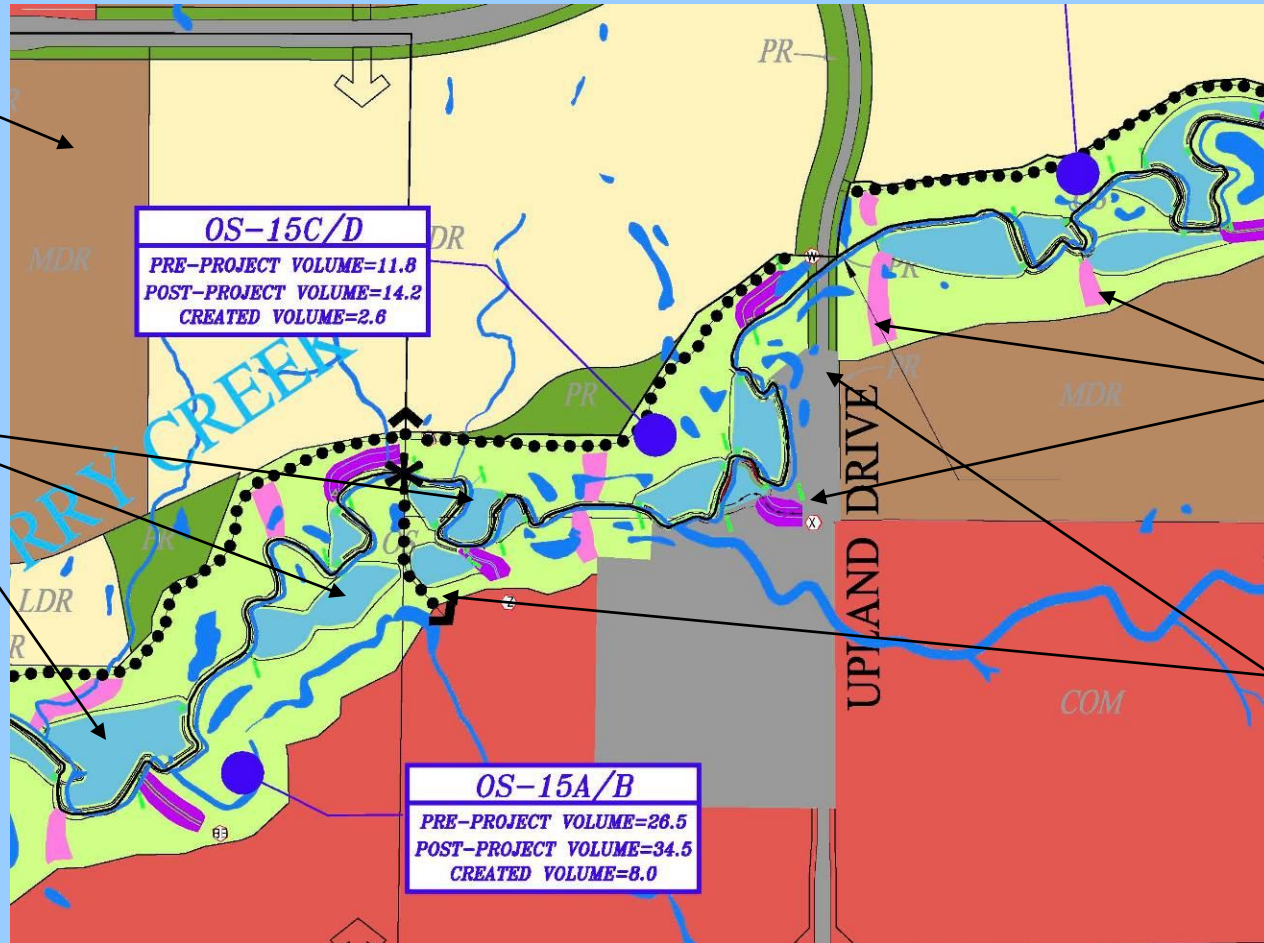 PR
MDR
OS-15C/D
PRE-PROJECT VOLUME=11.8
POST-PROJECT VOLUME=14.2
CREATED VOLUME=2.6
DR
W
PR
OS
PR
PR
MDR
RRY CREEK
PR
UPLAND DRIVE
X
OS
Z
LDR
R
COM
OS-15A/B
PRE-PROJECT VOLUME=26.5
POST-PROJECT VOLUME=34.5
CREATED VOLUME=8.0